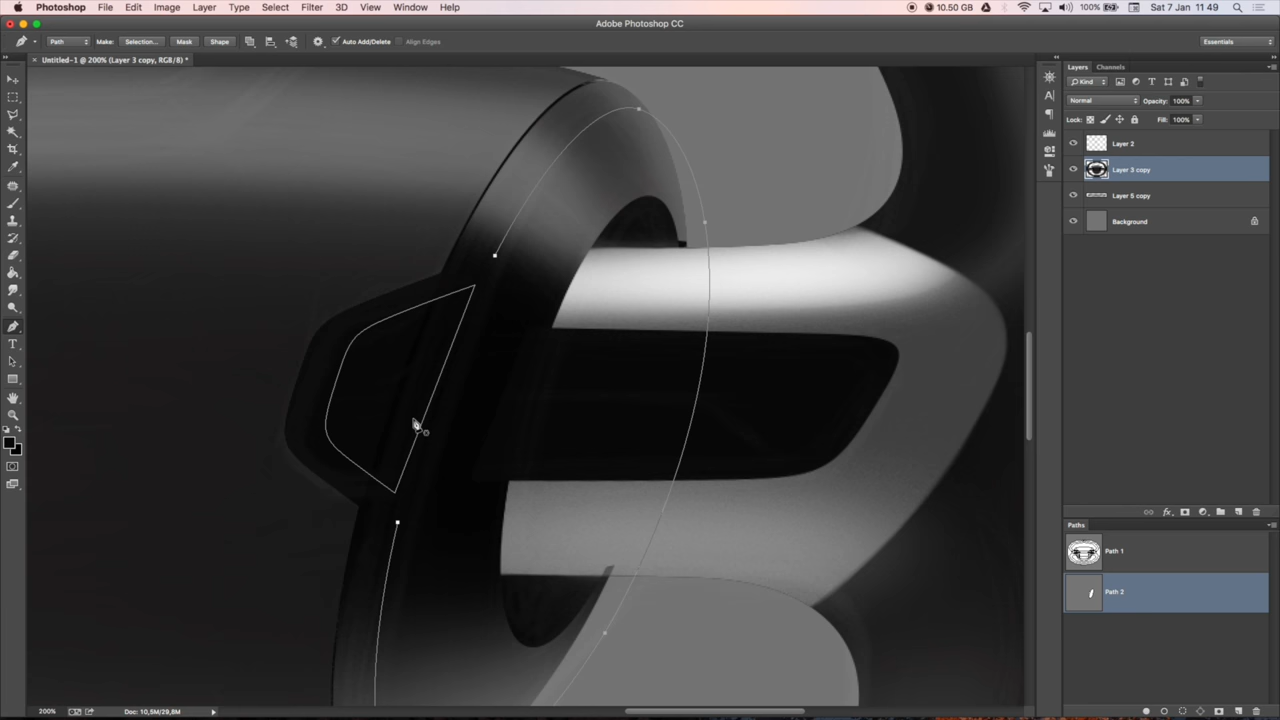 Photoshop File Edit Image Layer Type Select Filter 3D View Window Help 10.50 GB 100% Sat 7 Jan 11 49
Adobe Photoshop CC
Path Make: Selection... Mask Shape Auto Add/Delete Align Edges Essentials
Untitled-1 @ 200% (Layer 3 copy, RGB/8) *
Layers Channels
Kind
Normal Opacity: 100%
Lock: Fill: 100%
Layer 2
Layer 3 copy
Layer 5 copy
Background
Paths
Path 1
Path 2
200% Doc: 10,5M/29,8M